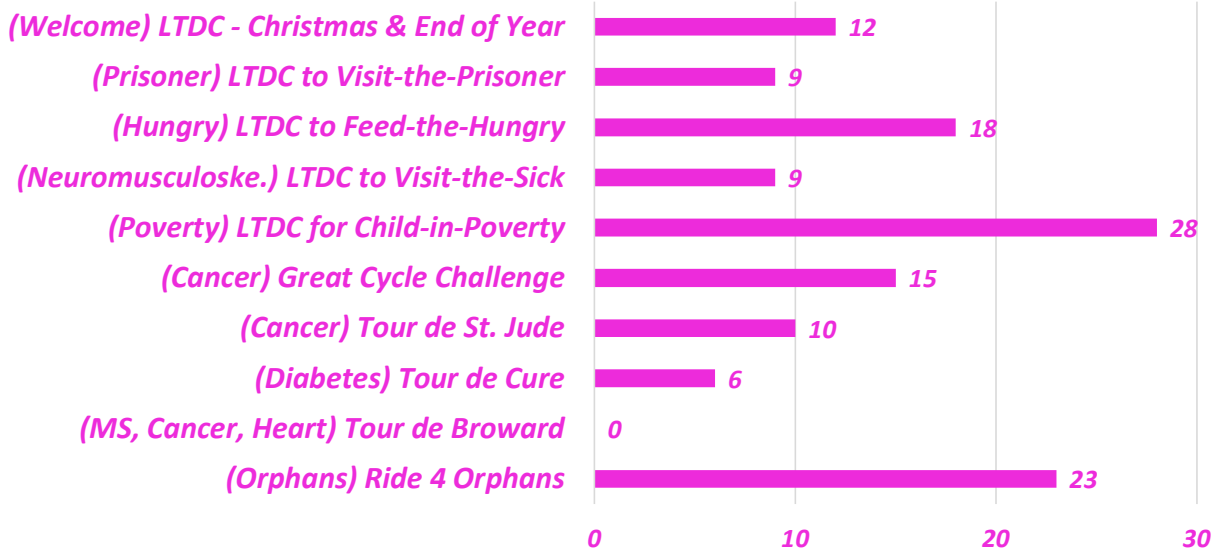 (Welcome) LTDC - Christmas & End of Year 12
(Prisoner) LTDC to Visit-the-Prisoner 9
(Hungry) LTDC to Feed-the-Hungry 18
(Neuromusculoske.) LTDC to Visit-the-Sick 9
(Poverty) LTDC for Child-in-Poverty 28
(Cancer) Great Cycle Challenge 15
(Cancer) Tour de St. Jude 10
(Diabetes) Tour de Cure 6
(MS, Cancer, Heart) Tour de Broward 0
(Orphans) Ride 4 Orphans 23
0 10 20 30